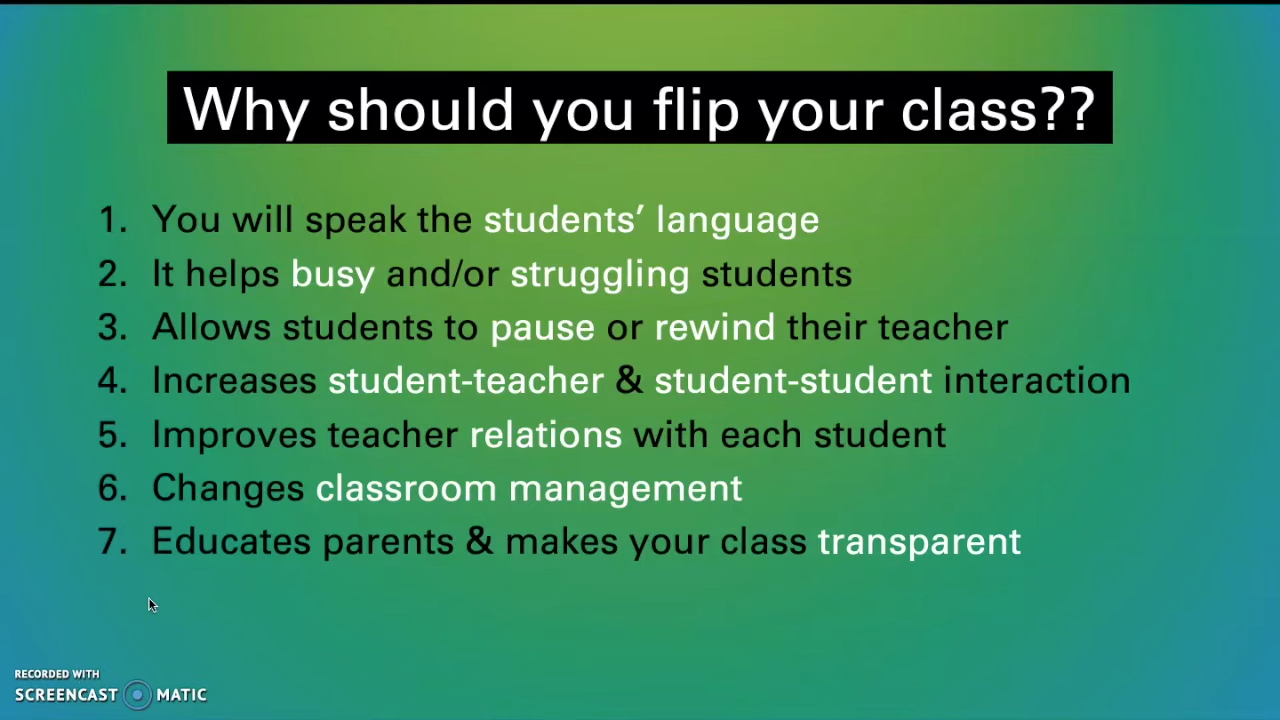 Why should you flip your class??
1. You will speak the students’ language
2. It helps busy and/or struggling students
3. Allows students to pause or rewind their teacher
4. Increases student-teacher & student-student interaction
5. Improves teacher relations with each student
6. Changes classroom management
7. Educates parents & makes your class transparent
RECORDED WITH
SCREENCAST MATIC